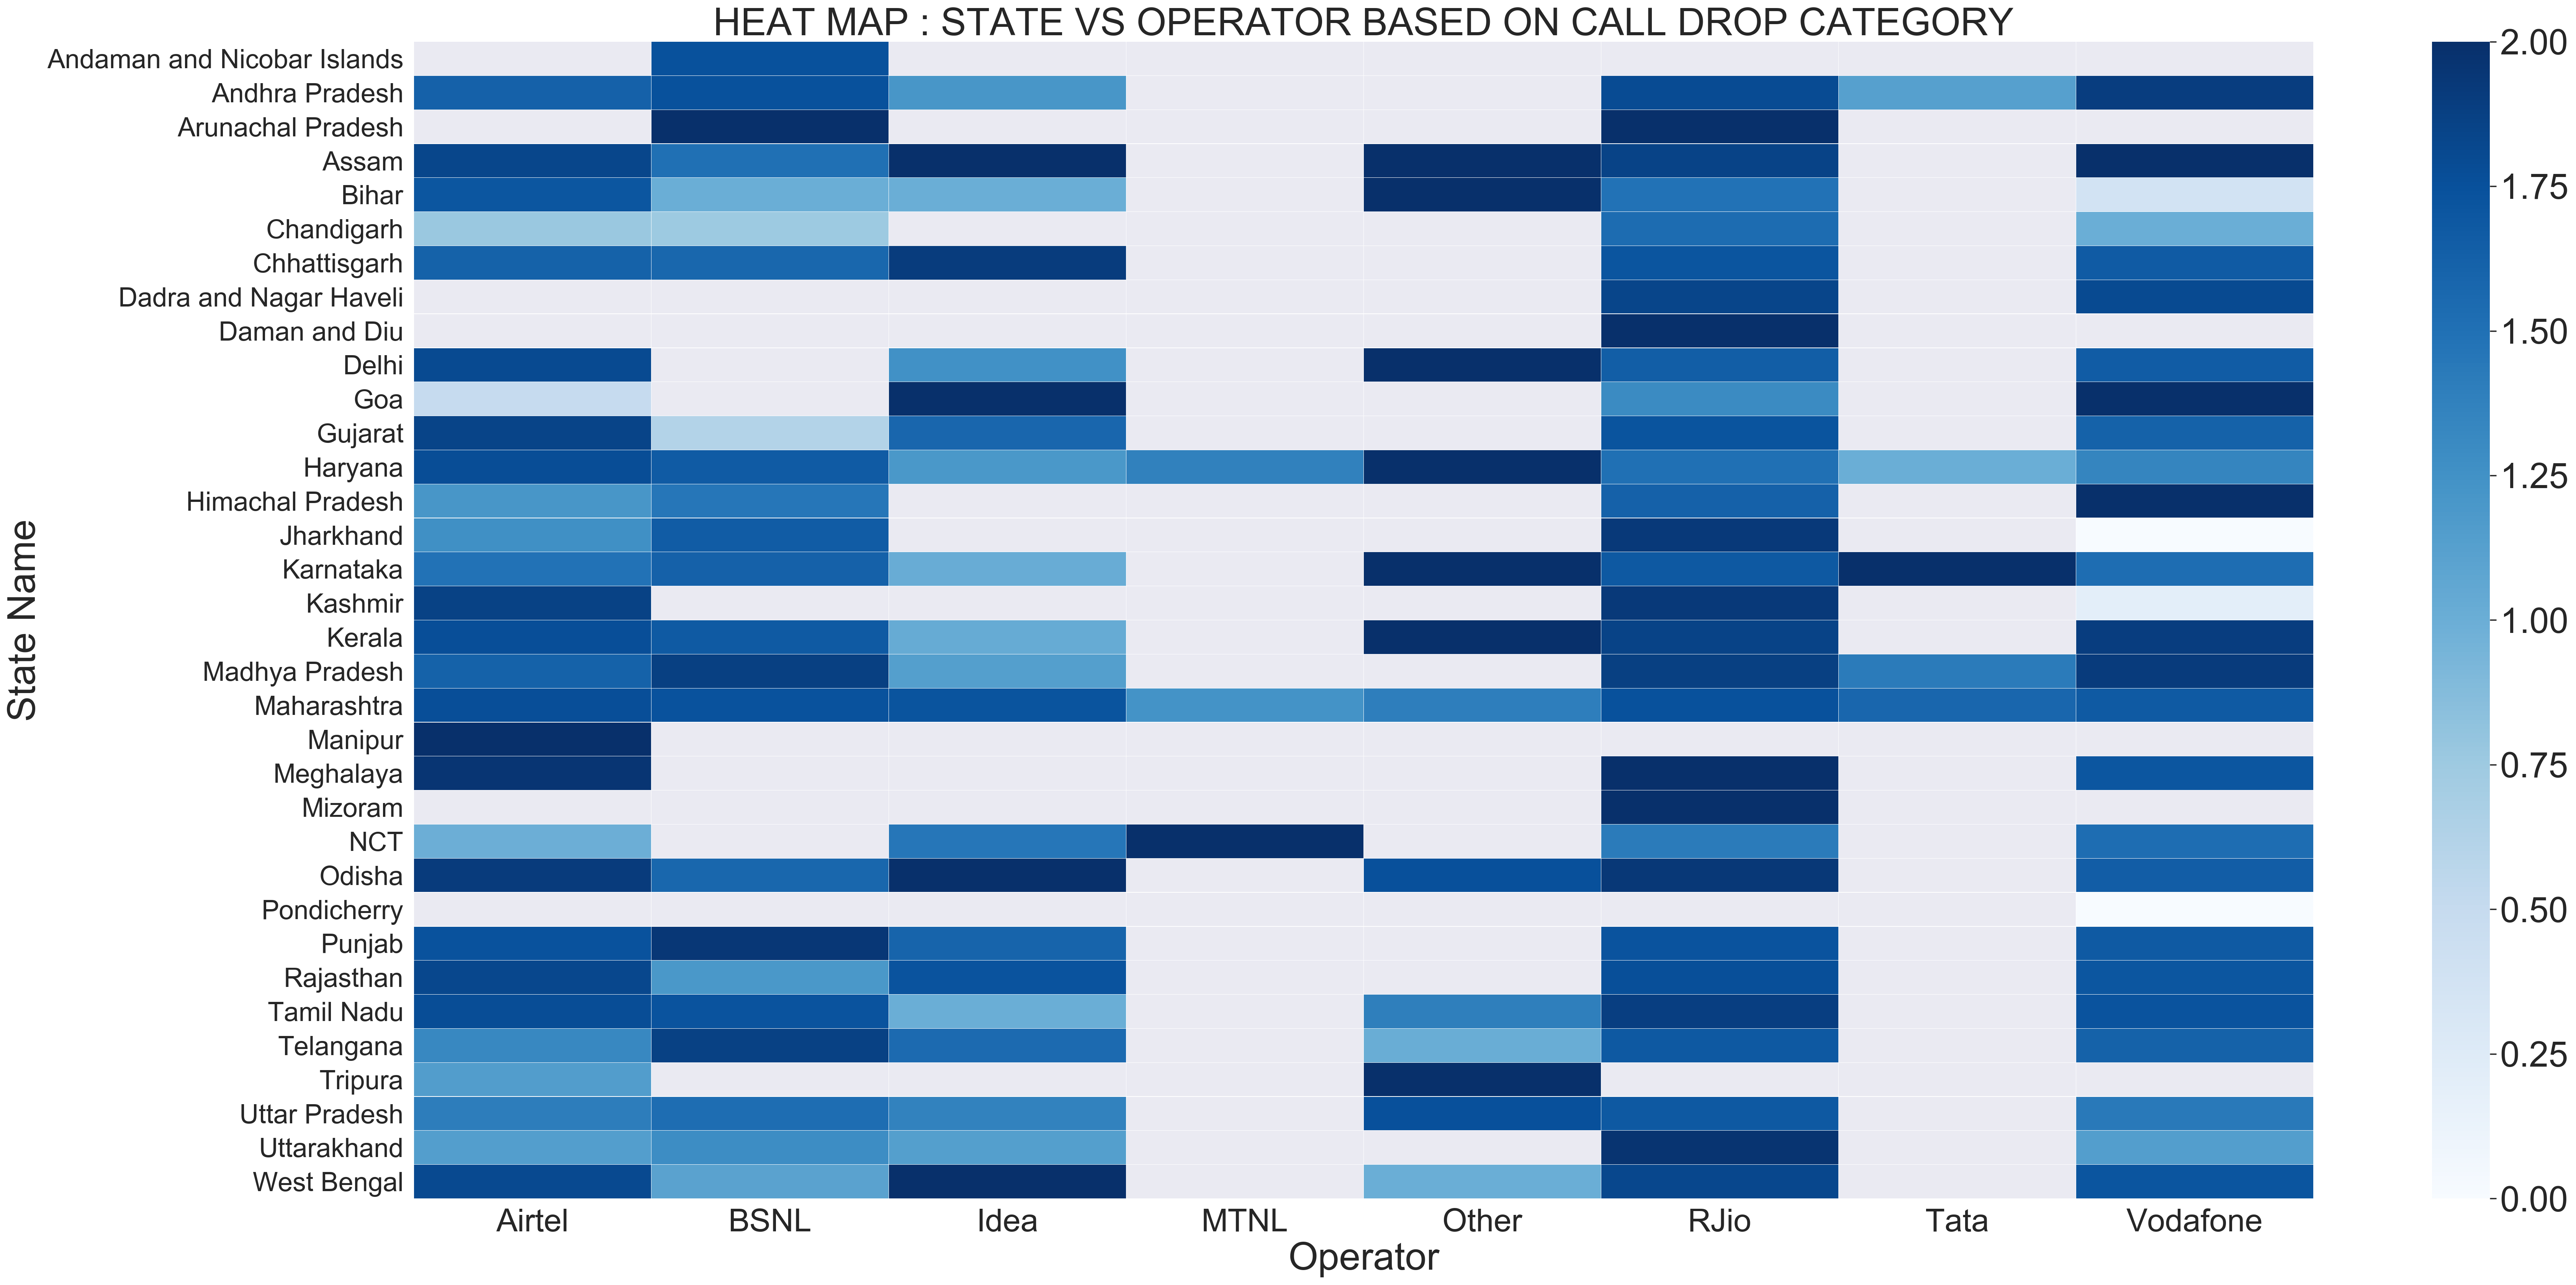 HEAT MAP : STATE VS OPERATOR BASED ON CALL DROP CATEGORY
State Name
Andaman and Nicobar Islands
Andhra Pradesh
Arunachal Pradesh
Assam
Bihar
Chandigarh
Chhattisgarh
Dadra and Nagar Haveli
Daman and Diu
Delhi
Goa
Gujarat
Haryana
Himachal Pradesh
Jharkhand
Karnataka
Kashmir
Kerala
Madhya Pradesh
Maharashtra
Manipur
Meghalaya
Mizoram
NCT
Odisha
Pondicherry
Punjab
Rajasthan
Tamil Nadu
Telangana
Tripura
Uttar Pradesh
Uttarakhand
West Bengal
Airtel BSNL Idea MTNL Other RJio Tata Vodafone
Operator
2.00
1.75
1.50
1.25
1.00
0.75
0.50
0.25
0.00